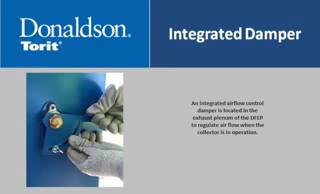 Donaldson®
Torit®
Integrated Damper
An integrated airflow control
damper is located in the
exhaust plenum of the DFEP
to regulate air flow when the
collector is in operation.